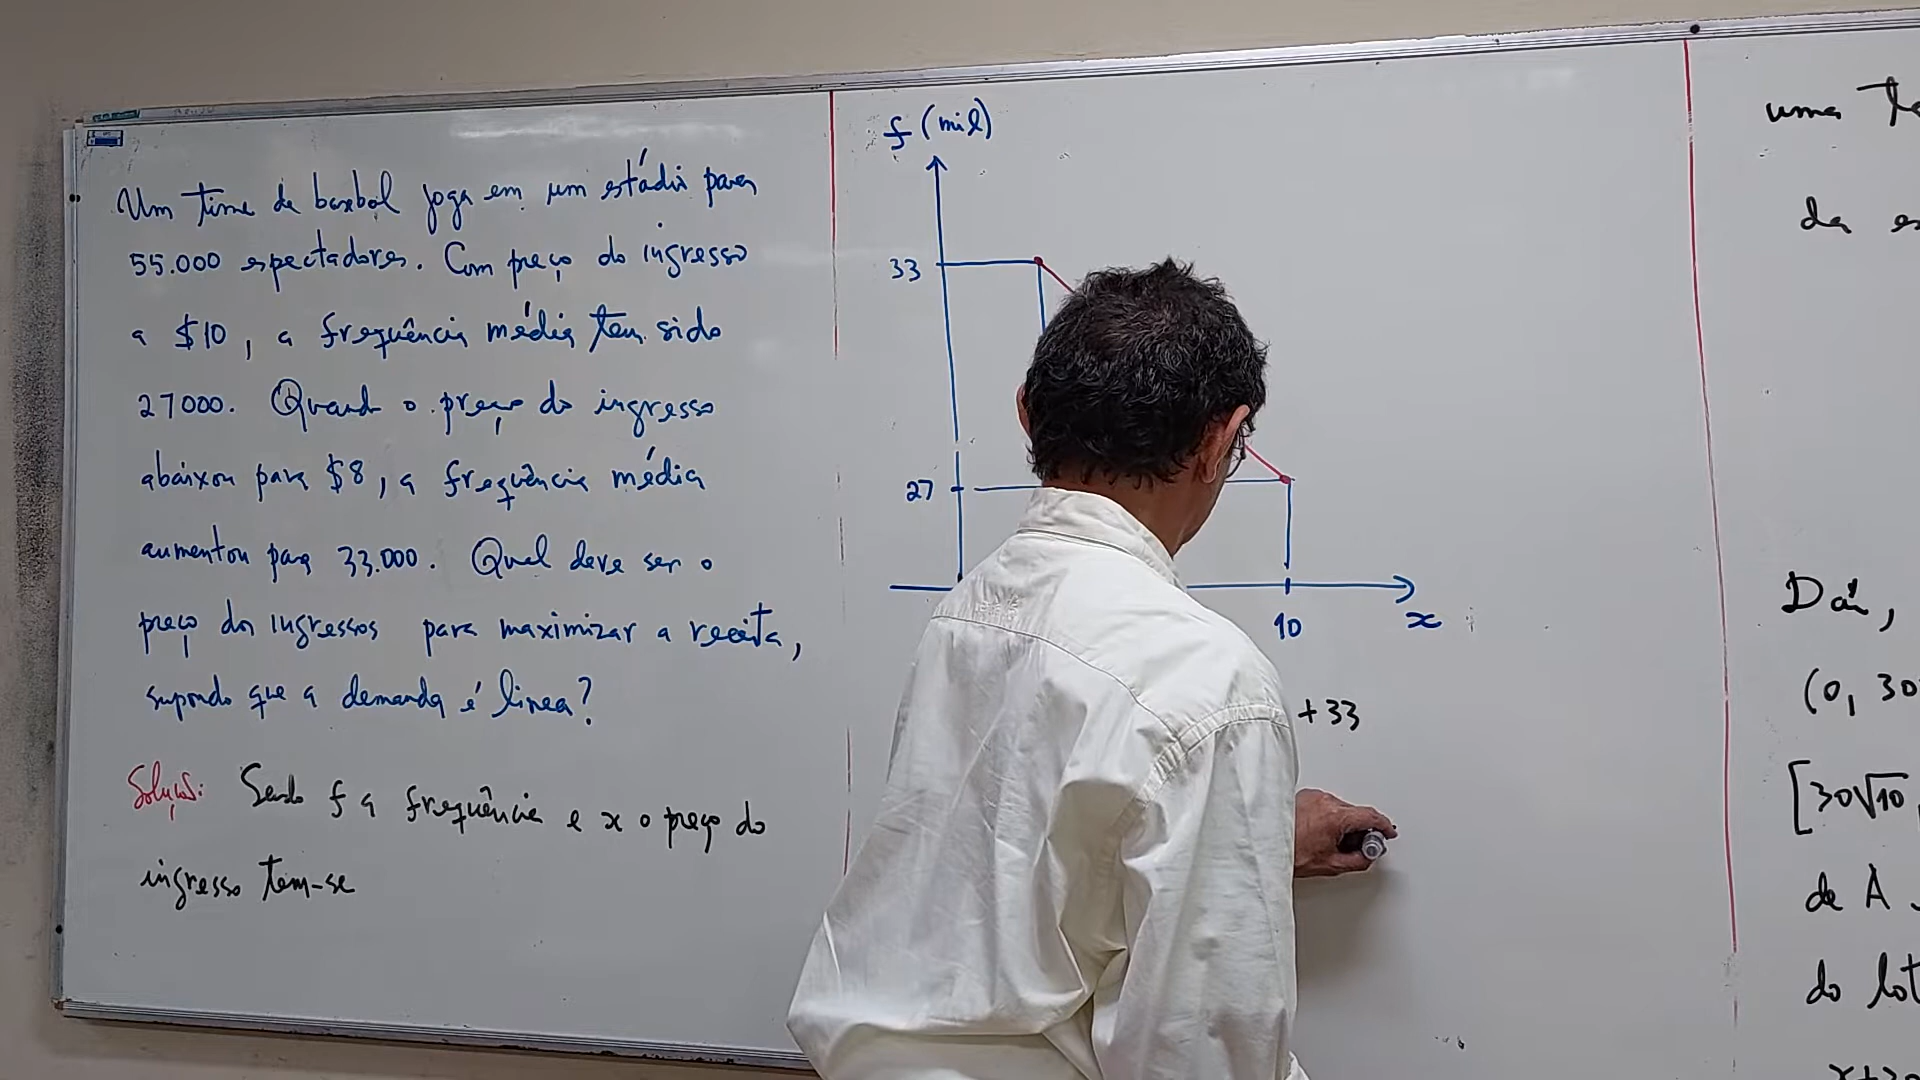 Um time de basebol joga em um estádio para
55.000 espectadores. Com preço do ingresso
a $10, a frequência média tem sido
27000. Quando o preço do ingresso
abaixou para $8, a frequência média
aumentou para 33.000. Qual deve ser o
preço dos ingressos para maximizar a receita,
supondo que a demanda é linea?
Solução: Sendo f a frequência e x o preço do
ingresso tem-se
f (mil)
33
27
10
x
+33
uma
da
Daí,
(0, 30
[30√10,
de A
do lot